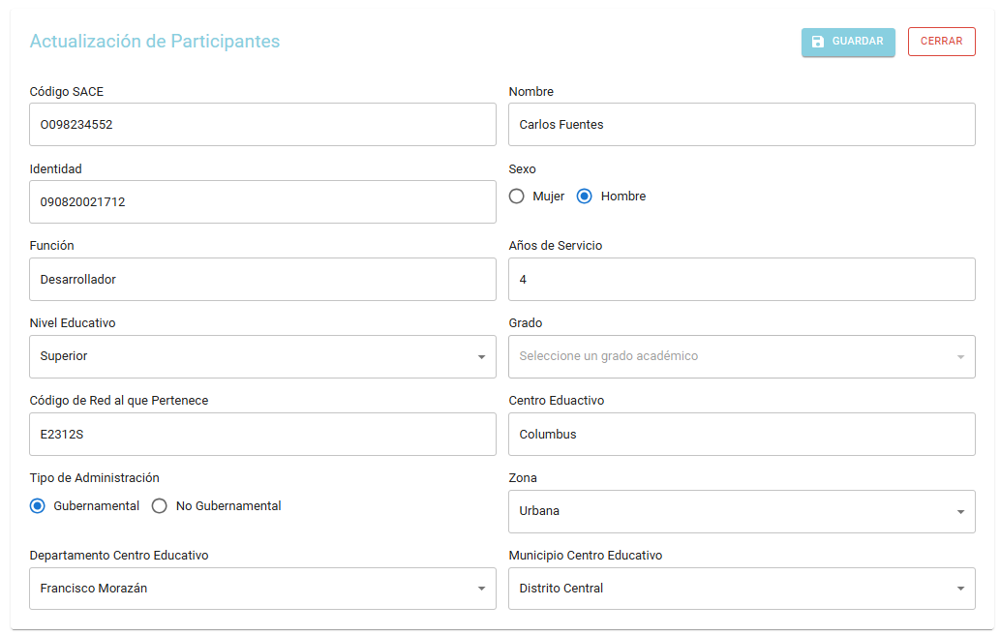 Actualización de Participantes
GUARDAR
CERRAR
Código SACE
Nombre
O098234552
Carlos Fuentes
Identidad
Sexo
090820021712
Mujer
Hombre
Función
Años de Servicio
Desarrollador
4
Nivel Educativo
Grado
Superior
Seleccione un grado académico
Código de Red al que Pertenece
Centro Eduactivo
E2312S
Columbus
Tipo de Administración
Zona
Gubernamental
No Gubernamental
Urbana
Departamento Centro Educativo
Municipio Centro Educativo
Francisco Morazán
Distrito Central